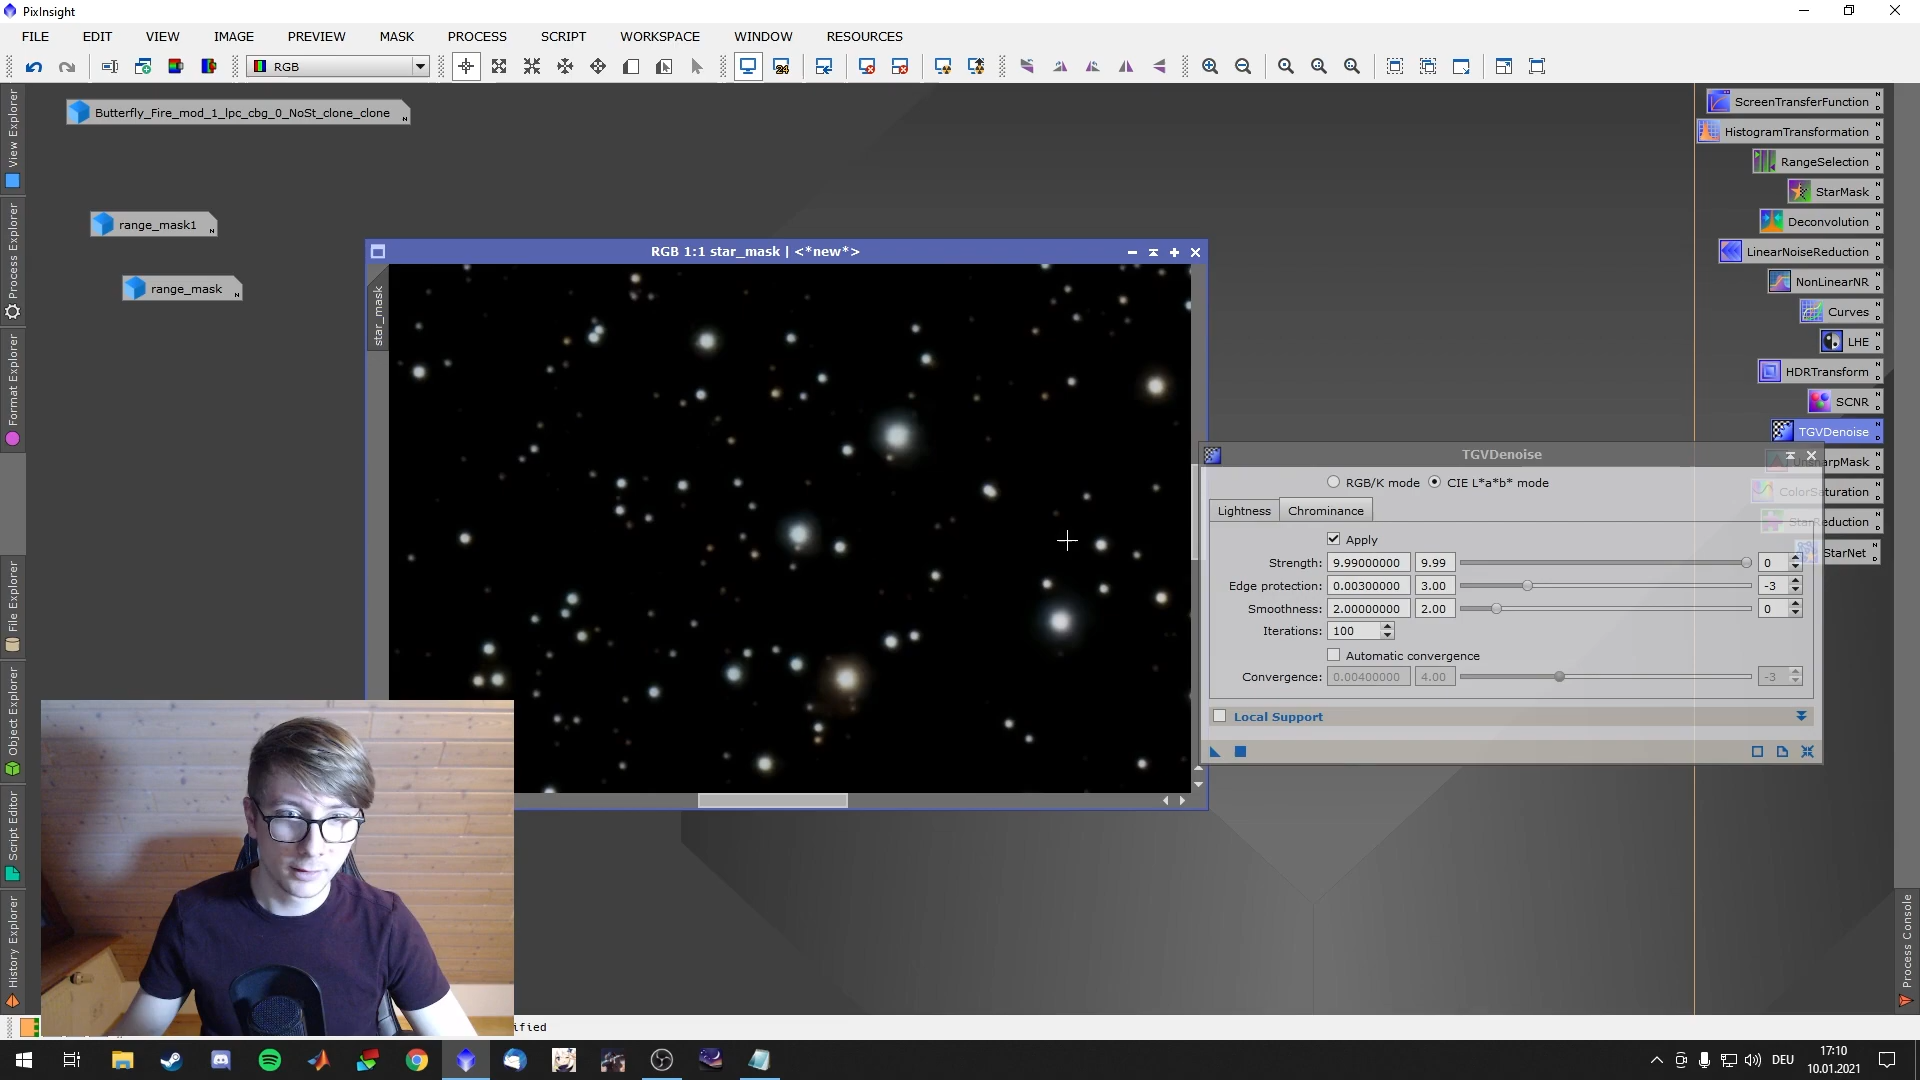 PixInsight
FILE EDIT VIEW IMAGE PREVIEW MASK PROCESS SCRIPT WORKSPACE WINDOW RESOURCES
RGB
24
View Explorer
Process Explorer
Format Explorer
File Explorer
Object Explorer
Script Editor
History Explorer
Butterfly_Fire_mod_1_lpc_cbg_0_NoSt_clone_clone
range_mask1
range_mask
RGB 1:1 star_mask | <*new*>
star_mask
ScreenTransferFunction
HistogramTransformation
RangeSelection
StarMask
Deconvolution
LinearNoiseReduction
NonLinearNR
Curves
LHE
HDRTransform
SCNR
TGVDenoise
UnsharpMask
ColorSaturation
StarReduction
StarNet
TGVDenoise
RGB/K mode CIE L*a*b* mode
Lightness Chrominance
Apply
Strength: 9.99000000 9.99 0
Edge protection: 0.00300000 3.00 -3
Smoothness: 2.00000000 2.00 0
Iterations: 100
Automatic convergence
Convergence: 0.00400000 4.00 -3
Local Support
Process Console
ified
DEU
17:10
10.01.2021